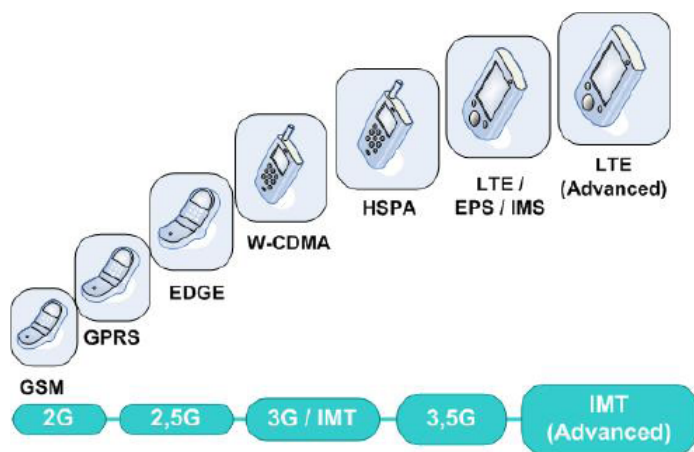 GSM
GPRS
EDGE
W-CDMA
HSPA
LTE /
EPS / IMS
LTE
(Advanced)
2G
2,5G
3G / IMT
3,5G
IMT
(Advanced)